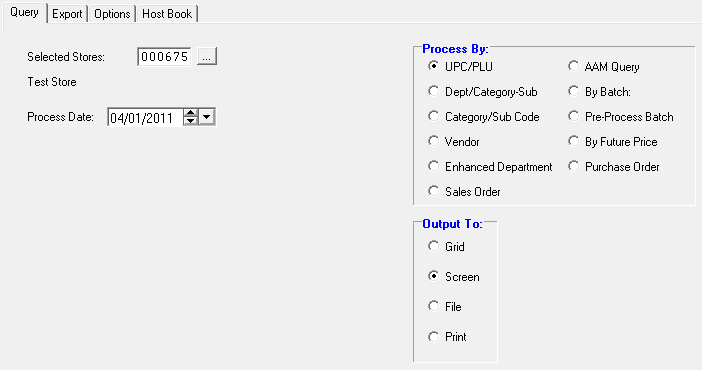 Query Export Options Host Book
Selected Stores: 000675 ...
Test Store
Process Date: 04/01/2011
Process By:
UPC/PLU AAM Query
Dept/Category-Sub By Batch:
Category/Sub Code Pre-Process Batch
Vendor By Future Price
Enhanced Department Purchase Order
Sales Order
Output To:
Grid
Screen
File
Print